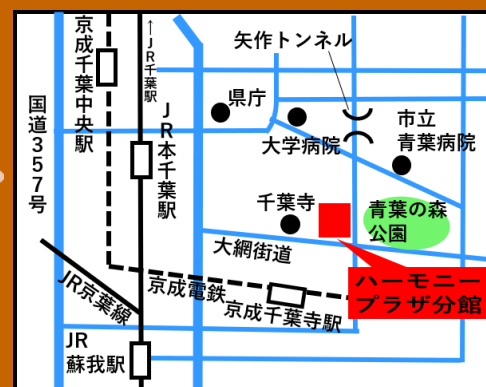 京成千葉中央駅
←JR千葉駅
国道357号
JR本千葉駅
矢作トンネル
県庁
大学病院
市立
青葉病院
千葉寺
青葉の森
公園
大網街道
ハーモニー
プラザ分館
JR京葉線
京成電鉄
京成千葉寺駅
JR
蘇我駅